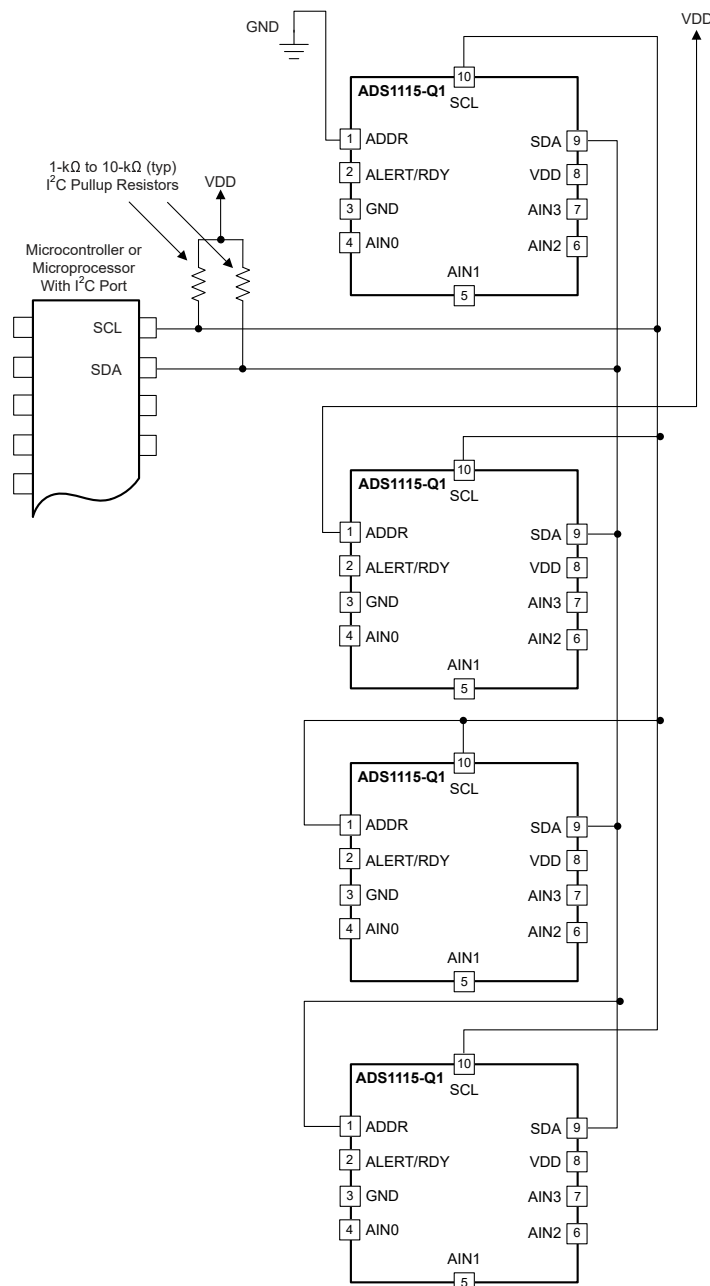 GND
VDD
10
ADS1115-Q1
SCL
1 ADDR
SDA 9
2 ALERT/RDY
VDD 8
3 GND
AIN3 7
4 AIN0
AIN2 6
AIN1
5
1-kΩ to 10-kΩ (typ)
I²C Pullup Resistors
VDD
Microcontroller or
Microprocessor
With I²C Port
SCL
SDA
10
ADS1115-Q1
SCL
1 ADDR
SDA 9
2 ALERT/RDY
VDD 8
3 GND
AIN3 7
4 AIN0
AIN2 6
AIN1
5
10
ADS1115-Q1
SCL
1 ADDR
SDA 9
2 ALERT/RDY
VDD 8
3 GND
AIN3 7
4 AIN0
AIN2 6
AIN1
5
10
ADS1115-Q1
SCL
1 ADDR
SDA 9
2 ALERT/RDY
VDD 8
3 GND
AIN3 7
4 AIN0
AIN2 6
AIN1
5